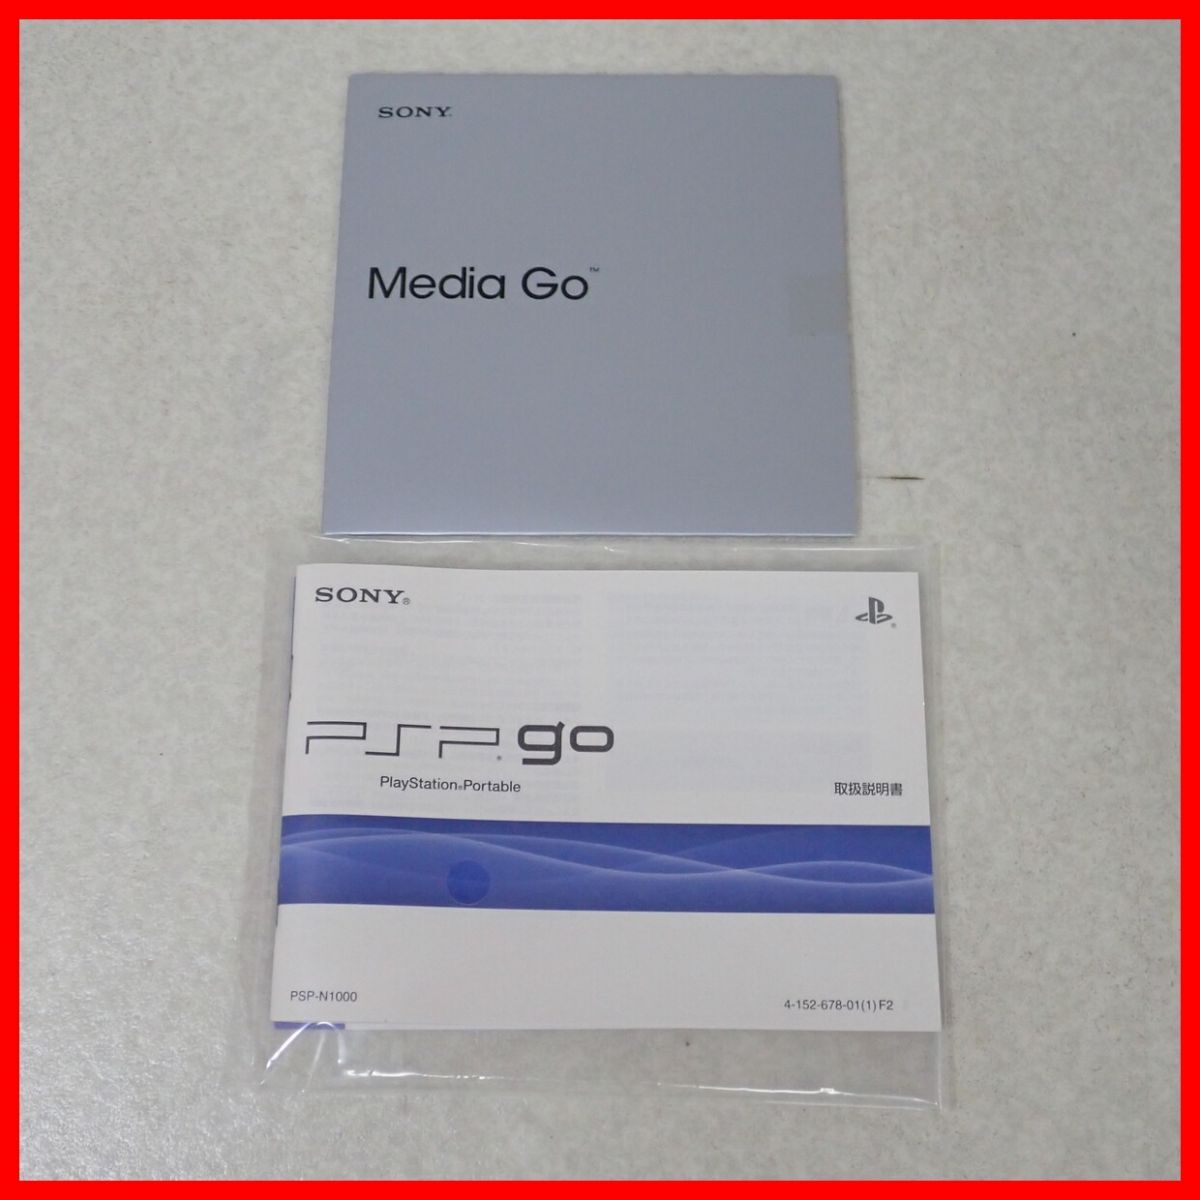 SONY
Media Go™
SONY®
PSP® go
PlayStation®Portable
取扱説明書
PSP-N1000
4-152-678-01(1) F2